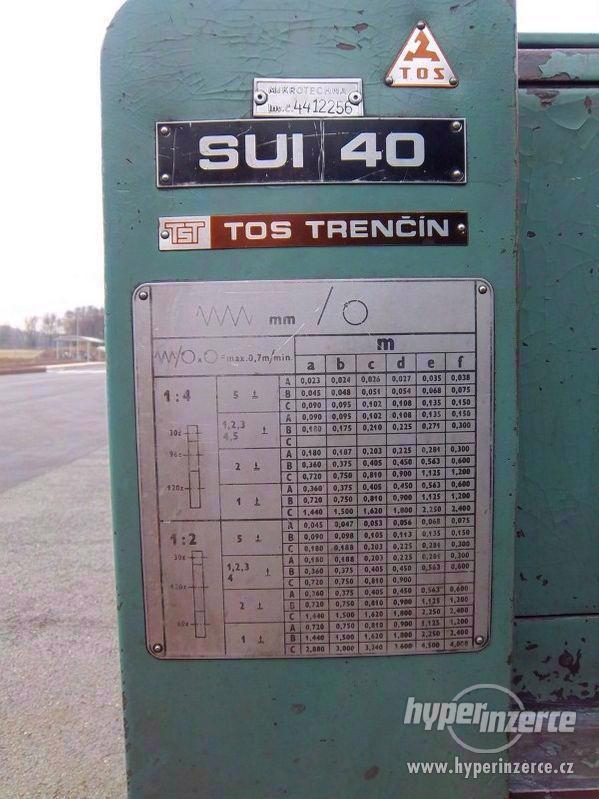 TOS
MIKROTECHNA
inv.č. 4412256
SUI 40
TST TOS TRENČÍN
mm / O
=max.0,7m/min.
m
a b c d e f
1:4
5 A 0,023 0,024 0,026 0,027 0,035 0,038
B 0,045 0,048 0,051 0,054 0,068 0,075
C 0,090 0,095 0,102 0,108 0,135 0,150
1,2,3 4,5 A 0,090 0,095 0,102 0,108 0,135 0,150
B 0,180 0,175 0,210 0,225 0,271 0,300
C
2 A 0,180 0,187 0,203 0,225 0,281 0,300
B 0,360 0,375 0,405 0,450 0,563 0,600
C 0,720 0,750 0,810 0,900 1,125 1,200
1 A 0,360 0,375 0,405 0,450 0,563 0,600
B 0,720 0,750 0,810 0,900 1,125 1,200
C 1,440 1,500 1,620 1,800 2,250 2,400
30z
96z
120z
1:2
5 A 0,045 0,047 0,053 0,056 0,068 0,075
B 0,090 0,098 0,105 0,113 0,135 0,150
C 0,180 0,188 0,203 0,225 0,281 0,300
1,2,3 4 A 0,180 0,188 0,203 0,225 0,281 0,300
B 0,360 0,375 0,405 0,450 0,563 0,600
C 0,720 0,750 0,810 0,900
2 A 0,360 0,375 0,405 0,450 0,563 0,600
B 0,720 0,750 0,810 0,900 1,125 1,200
C 1,440 1,500 1,620 1,800 2,250 2,400
1 A 0,720 0,750 0,810 0,900 1,125 1,200
B 1,440 1,500 1,620 1,800 2,250 2,400
C 2,880 3,000 3,240 3,600 4,500 4,800
30z
120z
60z
hyperinzerce
www.hyperinzerce.cz